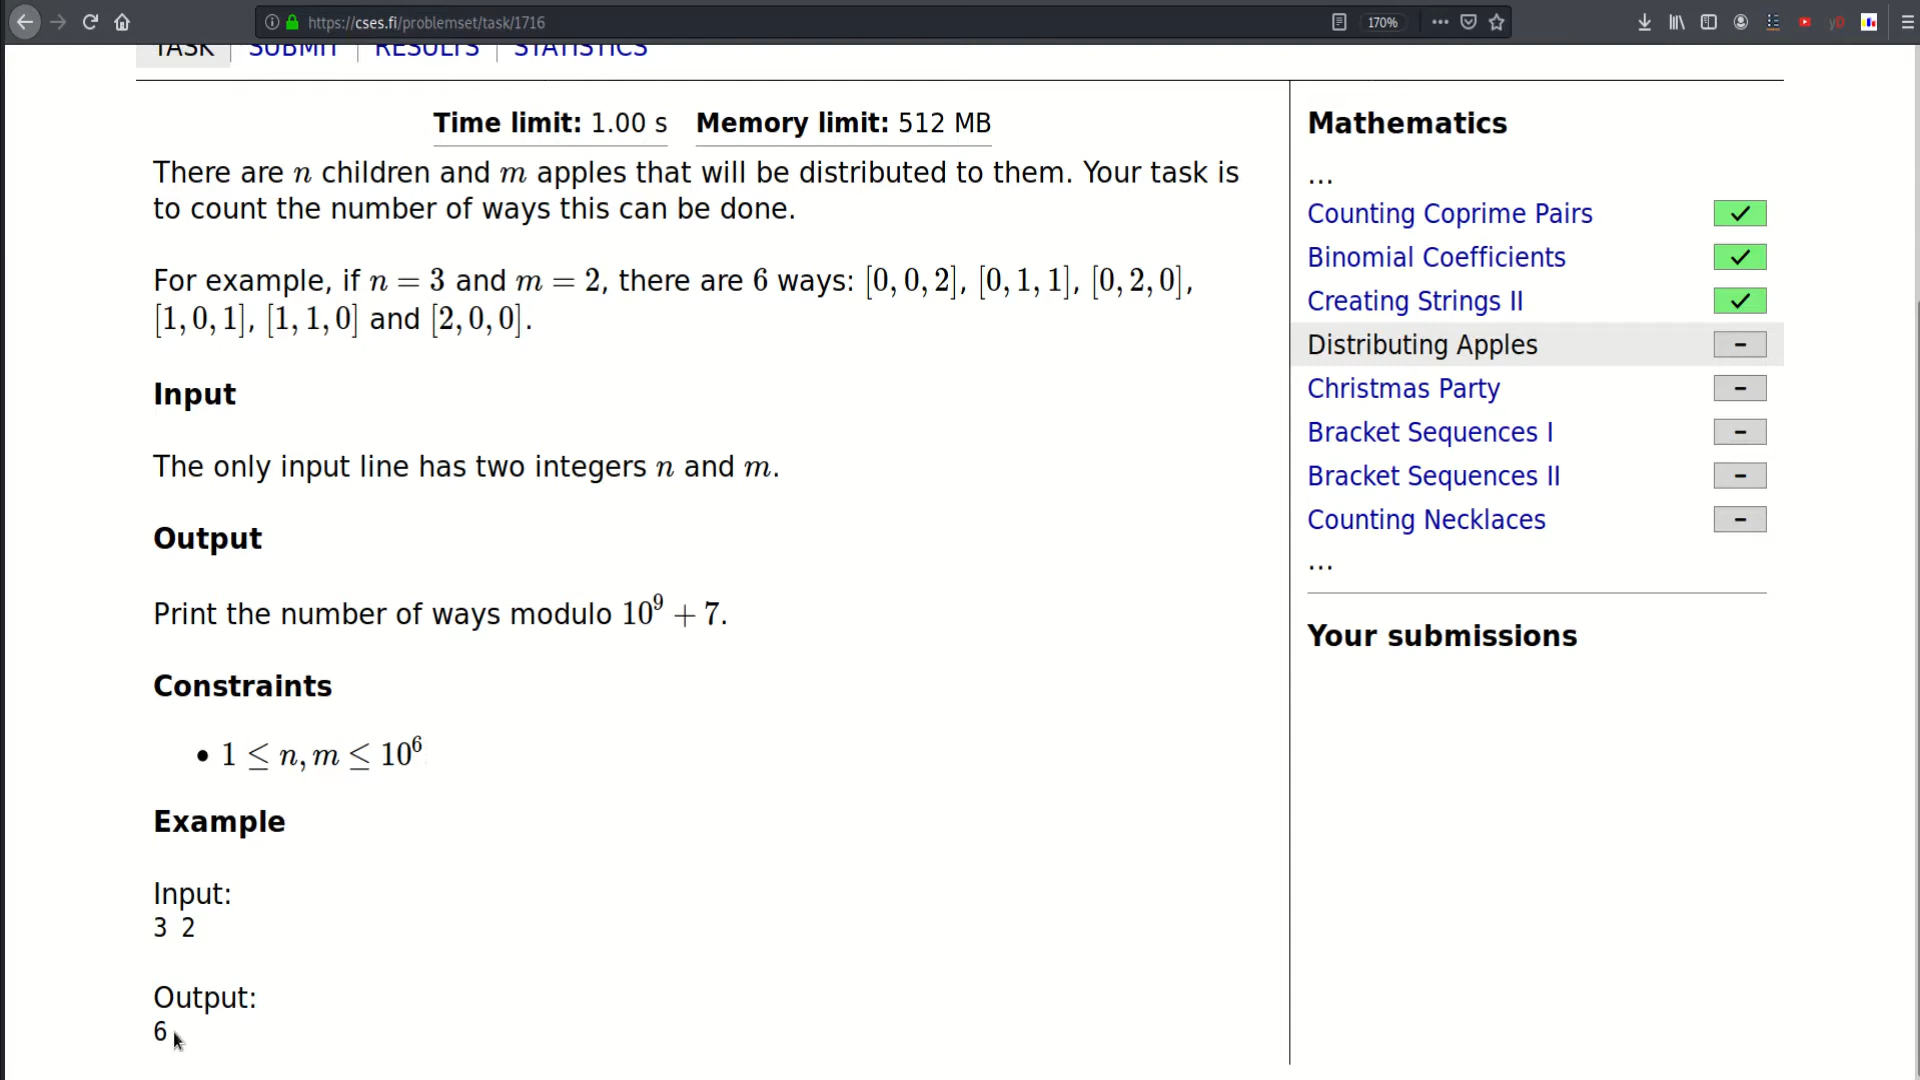 https://cses.fi/problemset/task/1716
170%
TASK SUBMIT RESULTS STATISTICS
Time limit: 1.00 s Memory limit: 512 MB
There are n children and m apples that will be distributed to them. Your task is
to count the number of ways this can be done.
For example, if n = 3 and m = 2, there are 6 ways: [0, 0, 2], [0, 1, 1], [0, 2, 0],
[1, 0, 1], [1, 1, 0] and [2, 0, 0].
Input
The only input line has two integers n and m.
Output
Print the number of ways modulo 10⁹ + 7.
Constraints
• 1 ≤ n, m ≤ 10⁶
Example
Input:
3 2
Output:
6
Mathematics
...
Counting Coprime Pairs
Binomial Coefficients
Creating Strings II
Distributing Apples –
Christmas Party –
Bracket Sequences I –
Bracket Sequences II –
Counting Necklaces –
...
Your submissions